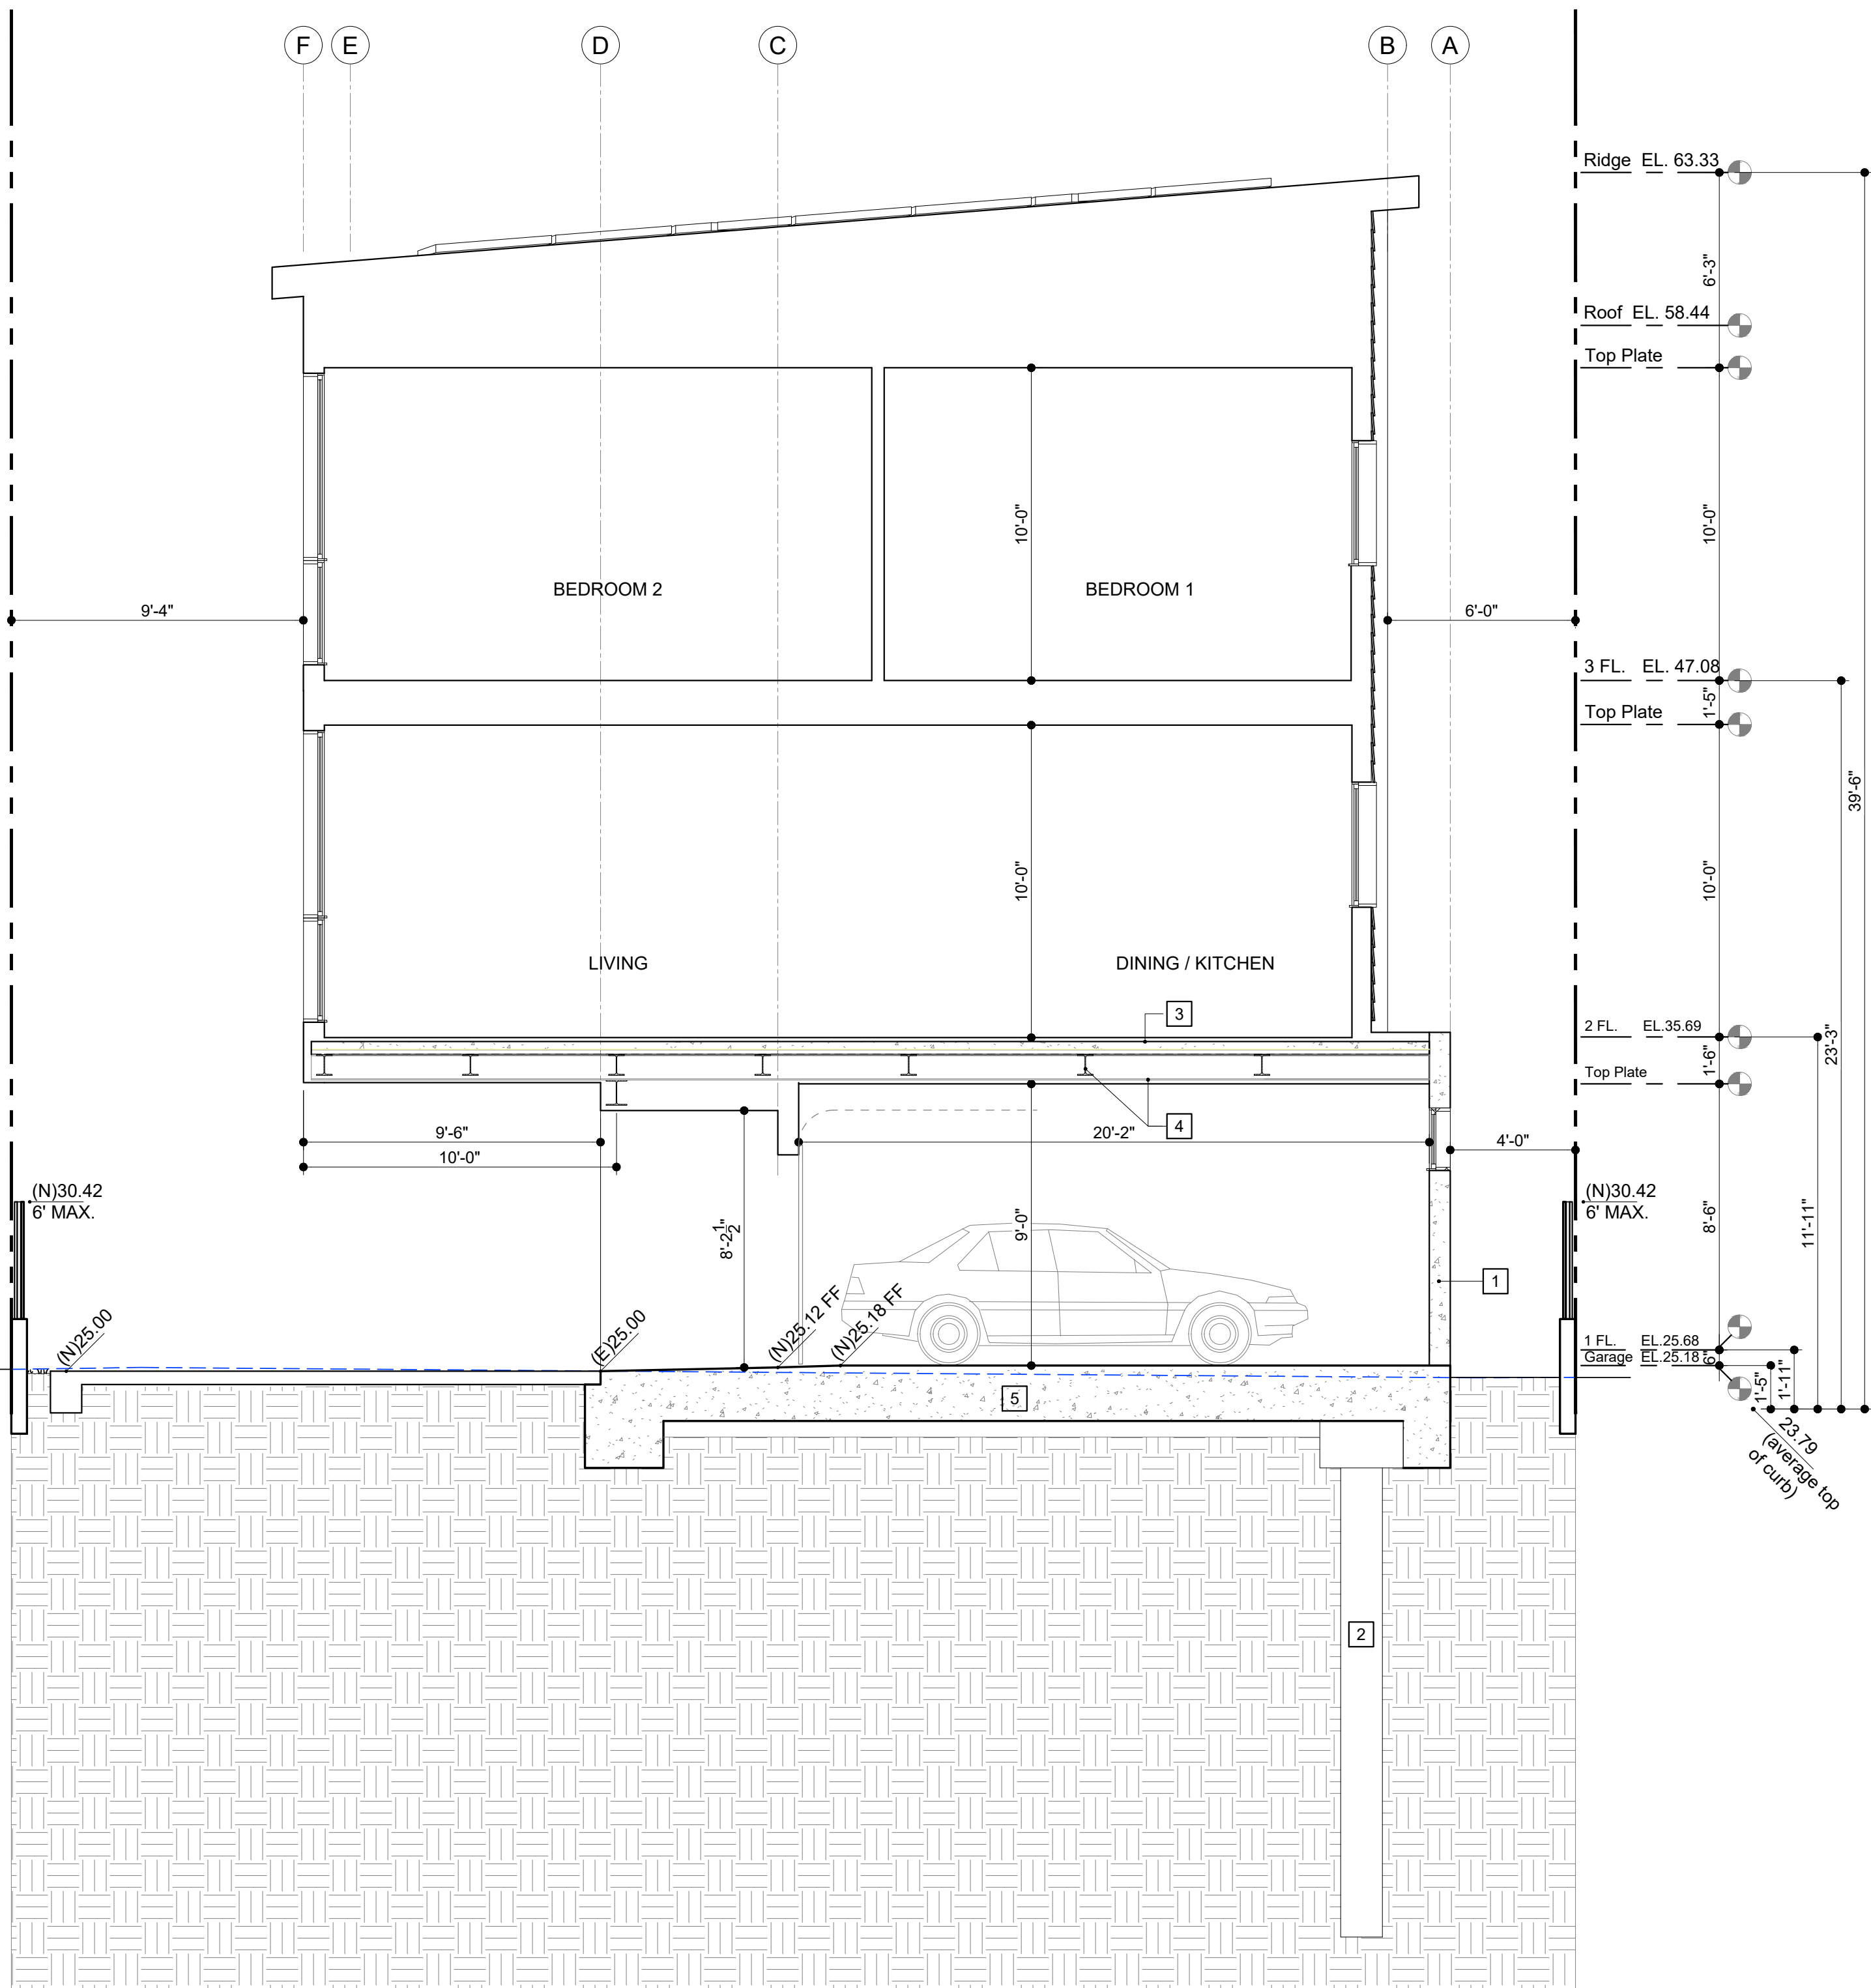 F E D C B A
Ridge EL. 63.33
6'-3"
Roof EL. 58.44
Top Plate
10'-0"
10'-0"
BEDROOM 2
BEDROOM 1
9'-4"
6'-0"
3 FL. EL. 47.08
1'-5"
Top Plate
39'-6"
10'-0"
10'-0"
LIVING
DINING / KITCHEN
3
2 FL. EL.35.69
23'-3"
1'-6"
Top Plate
4
9'-6"
20'-2"
4'-0"
10'-0"
(N)30.42
6' MAX.
(N)30.42
6' MAX.
8'-2 1/2"
9'-0"
8'-6"
11'-11"
1
(N)25.00
(E)25.00
(N)25.12 FF
(N)25.18 FF
1 FL. EL.25.68
Garage EL.25.18
6"
1'-5"
1'-11"
5
23.79
(average top
of curb)
2